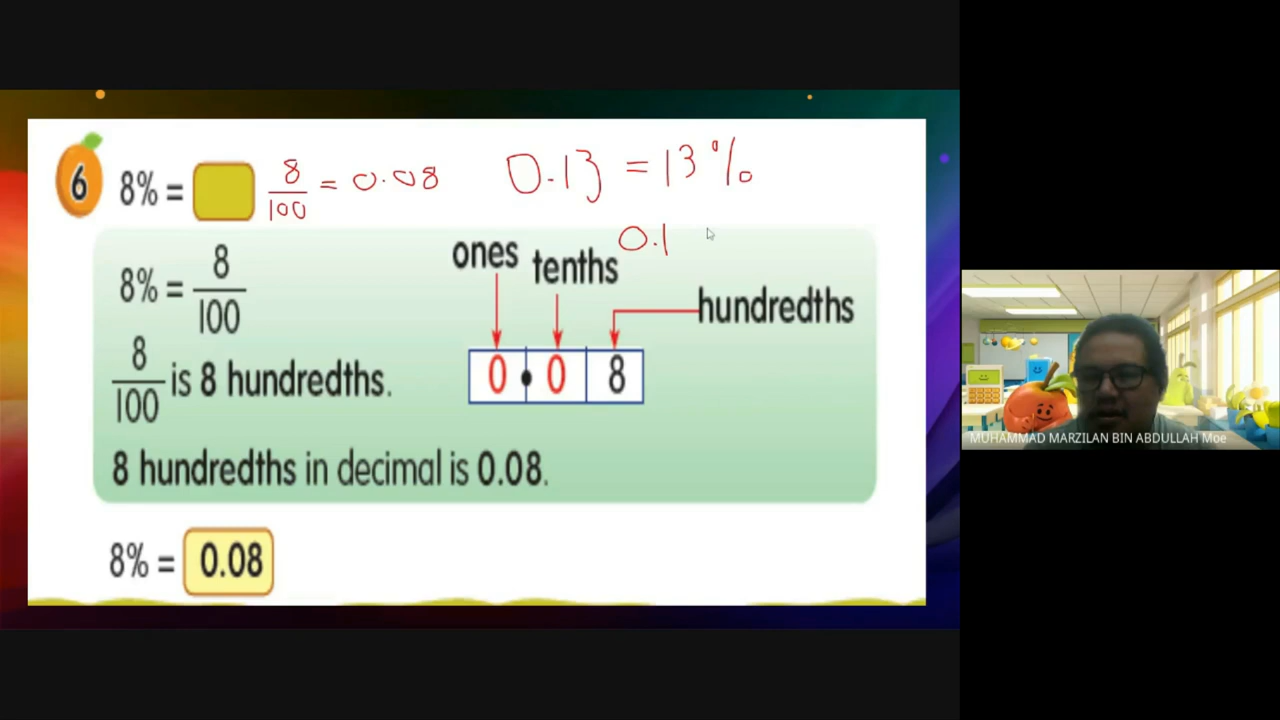 6 8% = 8/100 = 0.08 0.13 = 13%
0.1
ones tenths hundredths
8% = 8/100
8/100 is 8 hundredths.
0.08
8 hundredths in decimal is 0.08.
8% = 0.08
MUHAMMAD MARZILAN BIN ABDULLAH Moe